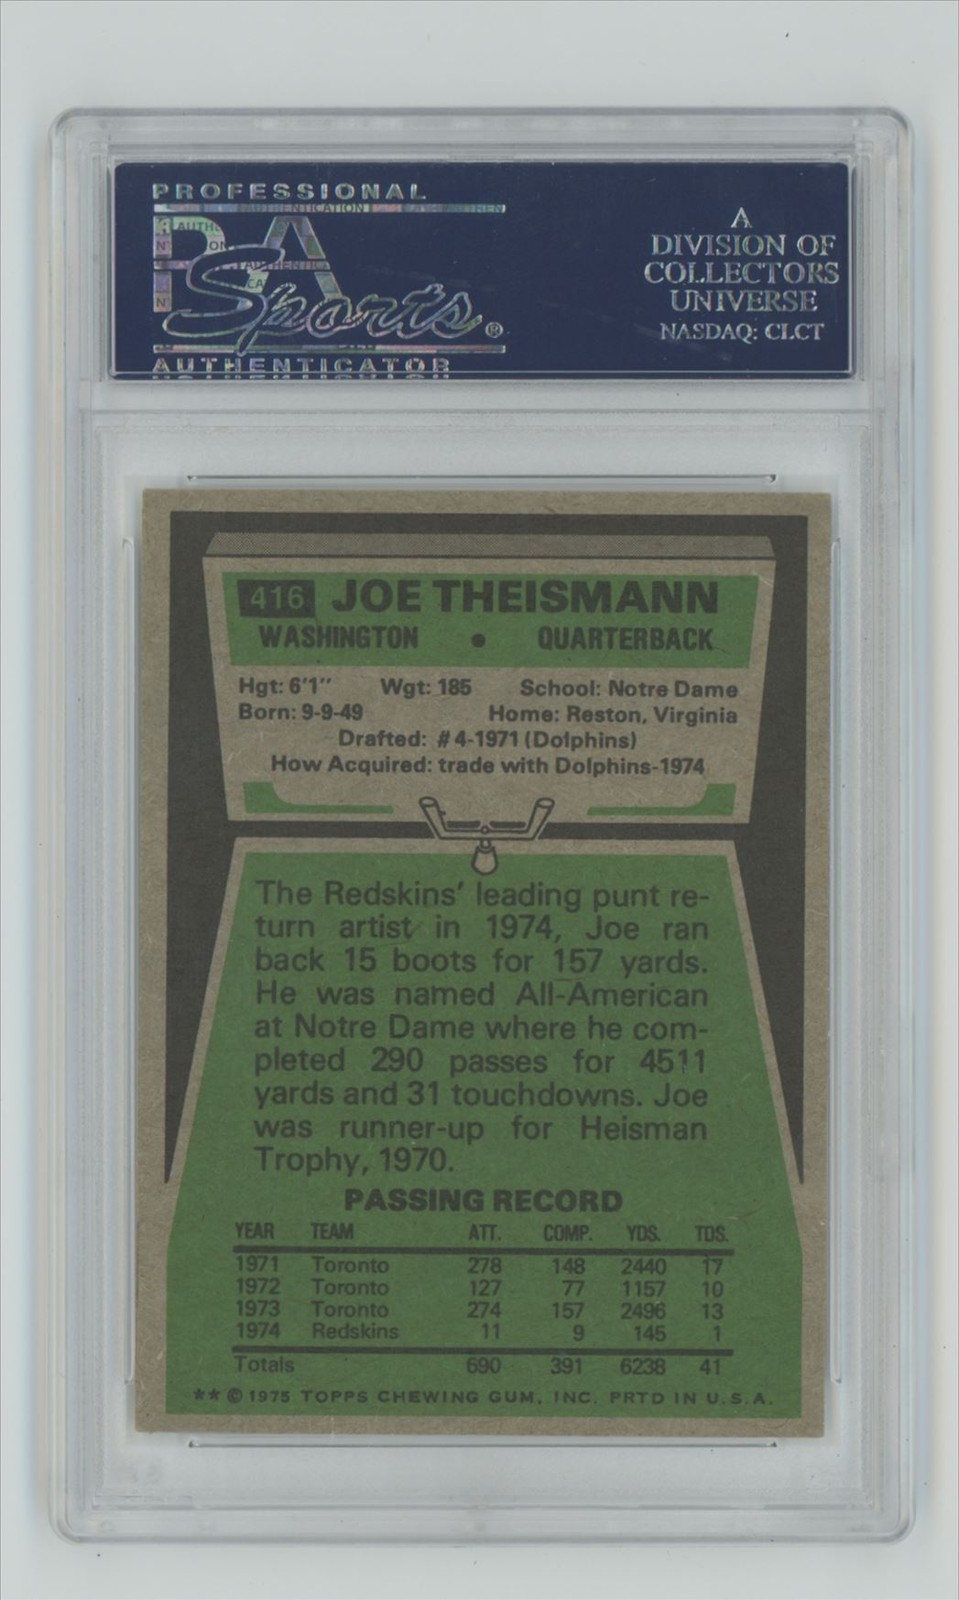 PROFESSIONAL
PSA
Sports®
AUTHENTICATOR
A
DIVISION OF
COLLECTORS
UNIVERSE
NASDAQ: CLCT
416 JOE THEISMANN
WASHINGTON • QUARTERBACK
Hgt: 6'1" Wgt: 185 School: Notre Dame
Born: 9-9-49 Home: Reston, Virginia
Drafted: #4-1971 (Dolphins)
How Acquired: trade with Dolphins-1974
The Redskins' leading punt re-
turn artist in 1974, Joe ran
back 15 boots for 157 yards.
He was named All-American
at Notre Dame where he com-
pleted 290 passes for 4511
yards and 31 touchdowns. Joe
was runner-up for Heisman
Trophy, 1970.
PASSING RECORD
YEAR TEAM ATT. COMP. YDS. TDS.
1971 Toronto 278 148 2440 17
1972 Toronto 127 77 1157 10
1973 Toronto 274 157 2496 13
1974 Redskins 11 9 145 1
Totals 690 391 6238 41
** © 1975 TOPPS CHEWING GUM, INC. PRTD IN U.S.A.